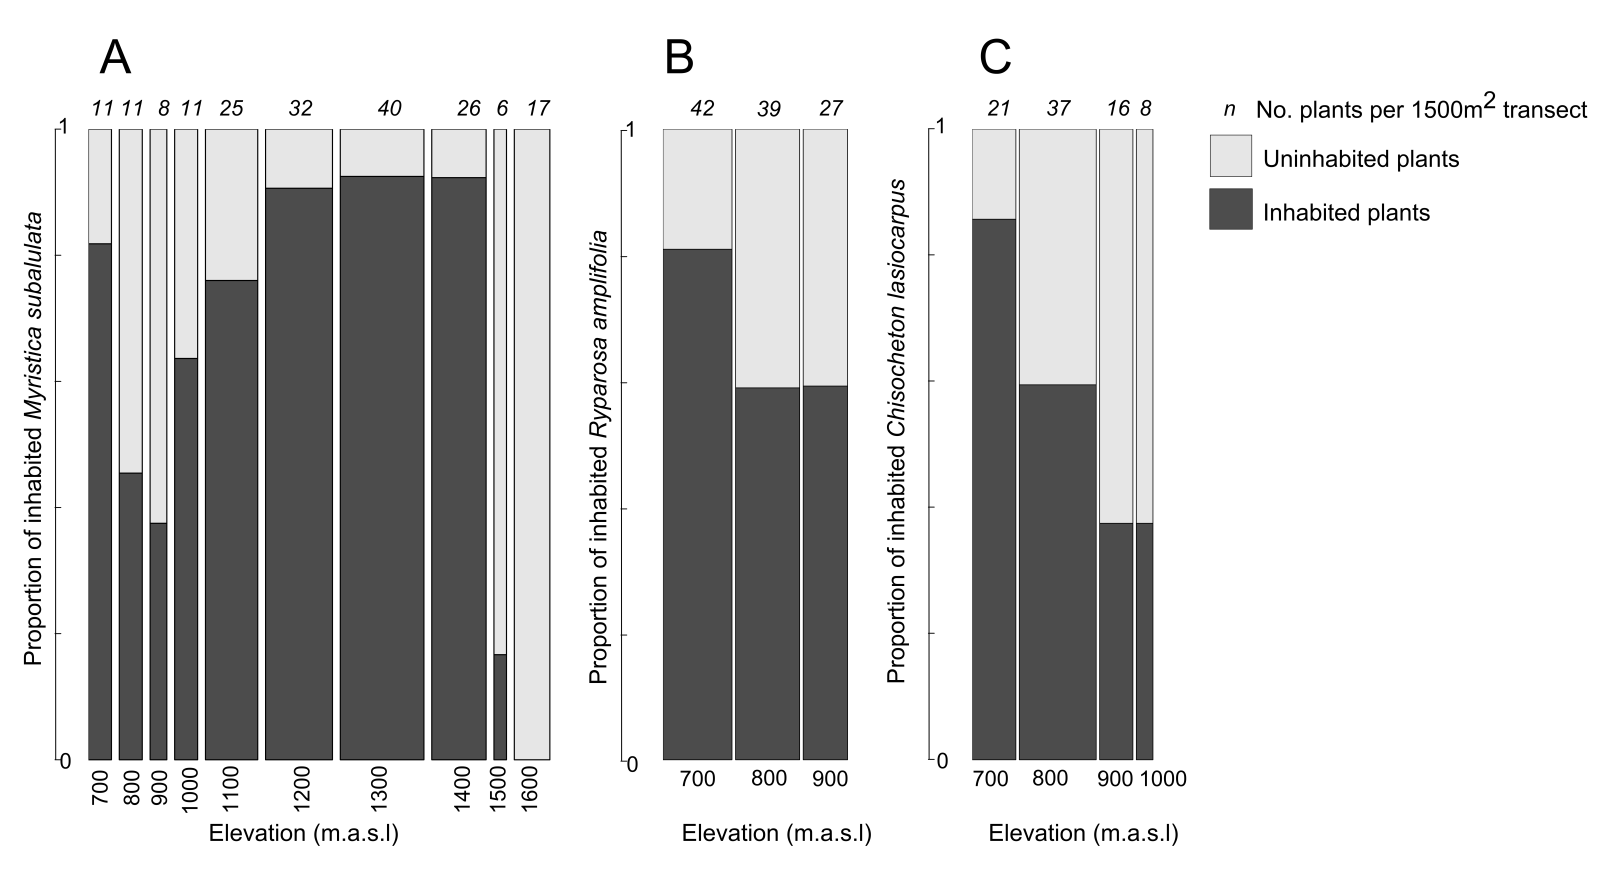 A
B
C
11 11 8 11 25 32 40 26 6 17
42 39 27
21 37 16 8
n No. plants per 1500m2 transect
Uninhabited plants
Inhabited plants
1
0
Proportion of inhabited Myristica subabulata
700 800 900 1000 1100 1200 1300 1400 1500 1600
Elevation (m.a.s.l)
1
0
Proportion of inhabited Ryparosa amplifolia
700 800 900
Elevation (m.a.s.l)
1
0
Proportion of inhabited Chisocheton lasiocarpus
700 800 900 1000
Elevation (m.a.s.l)